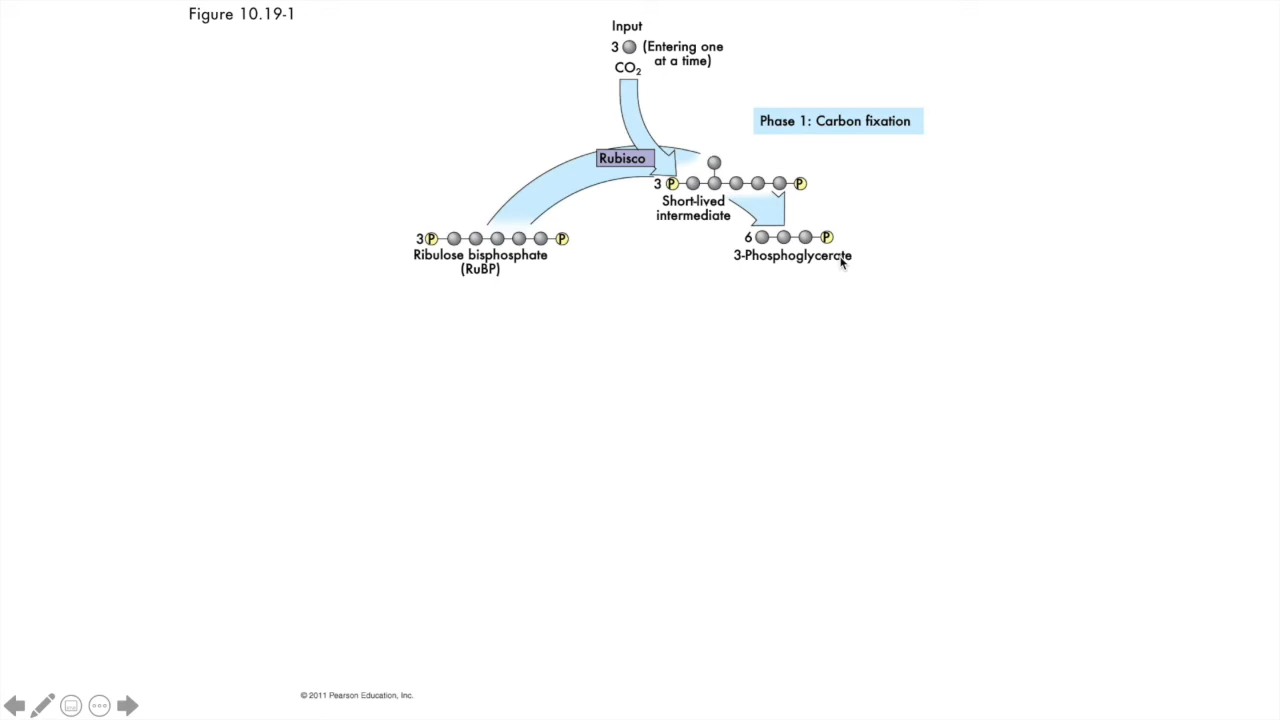 Figure 10.19-1
Input
3 (Entering one
at a time)
CO₂
Phase 1: Carbon fixation
Rubisco
3 P P
Short-lived
intermediate
3 P P
Ribulose bisphosphate
(RuBP)
6 P
3-Phosphoglycerate
© 2011 Pearson Education, Inc.